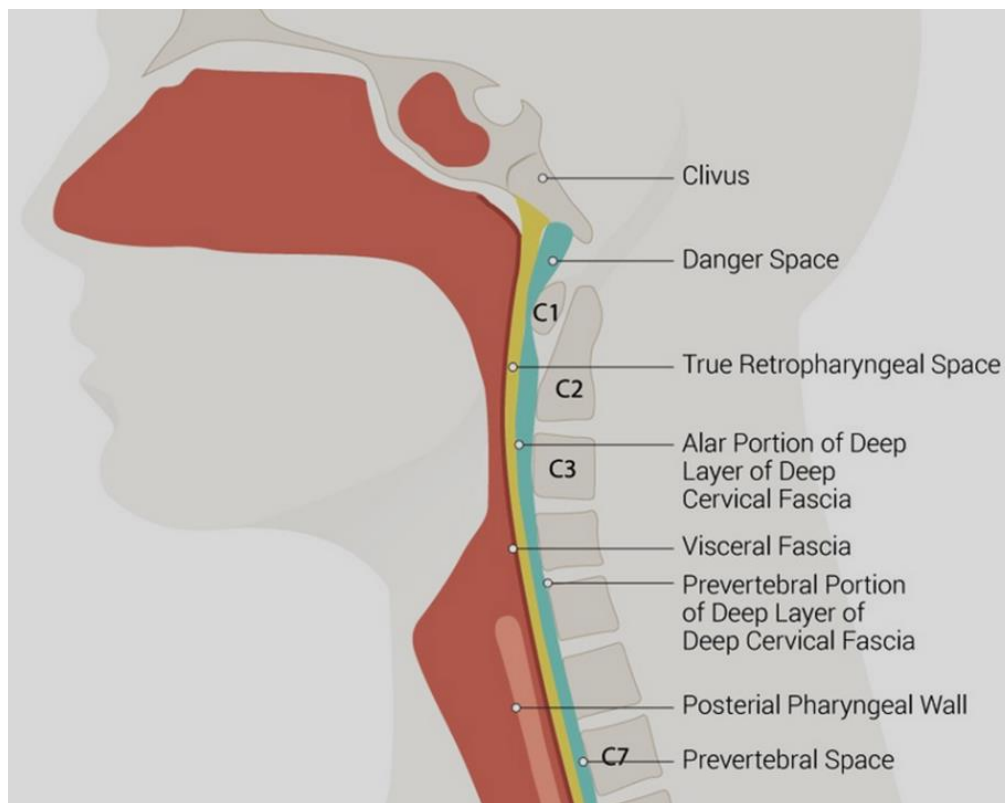 Clivus
Danger Space
C1
True Retropharyngeal Space
C2
Alar Portion of Deep
Layer of Deep
Cervical Fascia
C3
Visceral Fascia
Prevertebral Portion
of Deep Layer of
Deep Cervical Fascia
Posterial Pharyngeal Wall
C7
Prevertebral Space